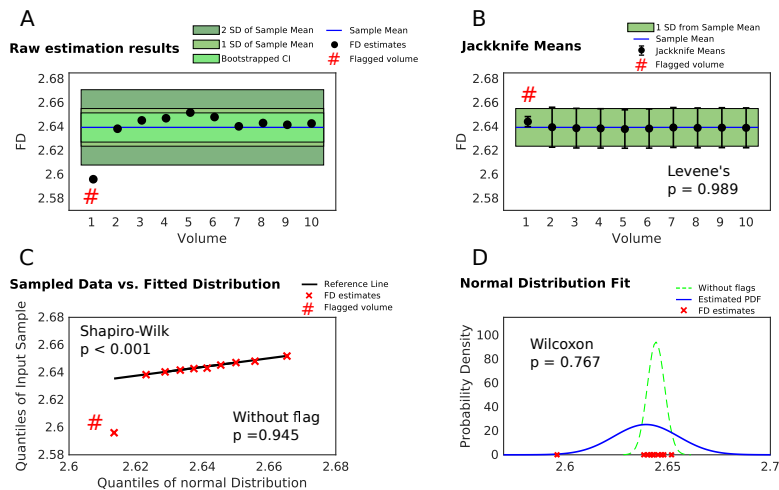 A
Raw estimation results
2 SD of Sample Mean
1 SD of Sample Mean
Bootstrapped CI
Sample Mean
FD estimates
# Flagged volume
2.68
2.66
2.64
2.62
2.6
2.58
FD
#
1 2 3 4 5 6 7 8 9 10
Volume
B
Jackknife Means
1 SD from Sample Mean
Sample Mean
Jackknife Means
# Flagged volume
2.68
2.66
2.64
2.62
2.6
2.58
FD
#
Levene's
p = 0.989
1 2 3 4 5 6 7 8 9 10
Volume
C
Sampled Data vs. Fitted Distribution
Reference Line
FD estimates
# Flagged volume
2.68
2.66
2.64
2.62
2.6
2.58
Quantiles of Input Sample
Shapiro-Wilk
p < 0.001
#
Without flag
p =0.945
2.6 2.62 2.64 2.66 2.68
Quantiles of normal Distribution
D
Normal Distribution Fit
Without flags
Estimated PDF
FD estimates
100
80
60
40
20
0
Probability Density
Wilcoxon
p = 0.767
2.6 2.65 2.7